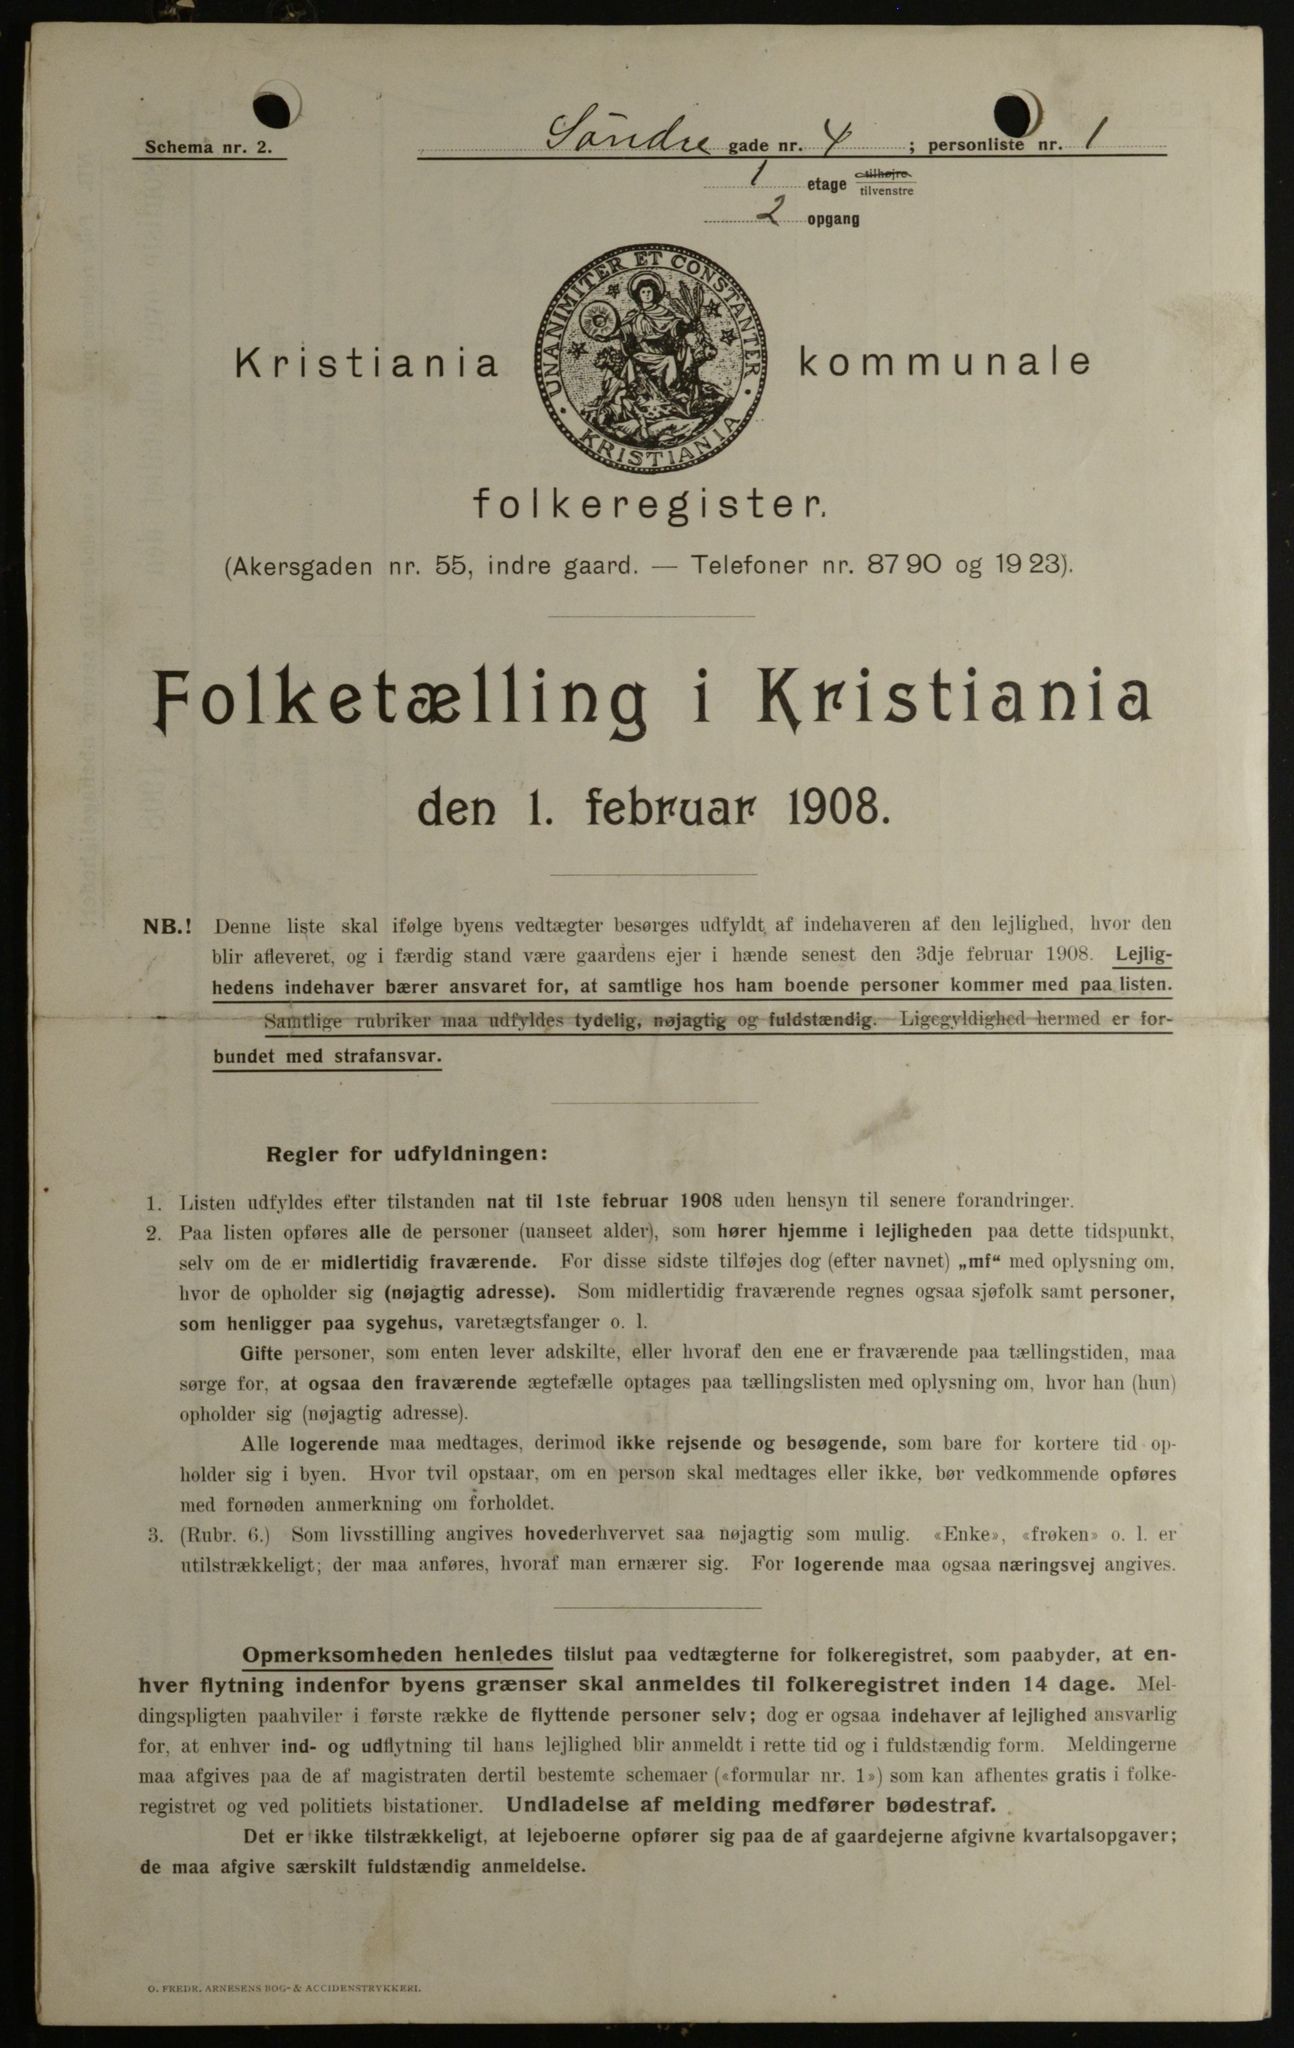 Schema nr. 2.
Söndre gade nr. 4 ; personliste nr. 1
1 etage tilhøjre
tilvenstre
2 opgang
UNANIMITER ET CONSTANTER
KRISTIANIA
Kristiania kommunale
folkeregister.
(Akersgaden nr. 55, indre gaard. — Telefoner nr. 87 90 og 19 23).
Folketælling i Kristiania
den 1. februar 1908.
NB.! Denne liste skal ifølge byens vedtægter besørges udfyldt af indehaveren af den lejlighed, hvor den
blir afleveret, og i færdig stand være gaardens ejer i hænde senest den 3dje februar 1908. Lejlig-
hedens indehaver bærer ansvaret for, at samtlige hos ham boende personer kommer med paa listen.
Samtlige rubriker maa udfyldes tydelig, nøjagtig og fuldstændig. Ligegyldighed hermed er for-
bundet med strafansvar.
Regler for udfyldningen:
1. Listen udfyldes efter tilstanden nat til 1ste februar 1908 uden hensyn til senere forandringer.
2. Paa listen opføres alle de personer (uanseet alder), som hører hjemme i lejligheden paa dette tidspunkt,
selv om de er midlertidig fraværende. For disse sidste tilføjes dog (efter navnet) „mf“ med oplysning om,
hvor de opholder sig (nøjagtig adresse). Som midlertidig fraværende regnes ogsaa sjøfolk samt personer,
som henligger paa sygehus, varetægtsfanger o. l.
Gifte personer, som enten lever adskilte, eller hvoraf den ene er fraværende paa tællingstiden, maa
sørge for, at ogsaa den fraværende ægtefælle optages paa tællingslisten med oplysning om, hvor han (hun)
opholder sig (nøjagtig adresse).
Alle logerende maa medtages, derimod ikke rejsende og besøgende, som bare for kortere tid op-
holder sig i byen. Hvor tvil opstaar, om en person skal medtages eller ikke, bør vedkommende opføres
med fornøden anmerkning om forholdet.
3. (Rubr. 6.) Som livsstilling angives hovederhvervet saa nøjagtig som mulig. «Enke», «frøken» o. l. er
utilstrækkeligt; der maa anføres, hvoraf man ernærer sig. For logerende maa ogsaa næringsvej angives.
Opmerksomheden henledes tilslut paa vedtægterne for folkeregistret, som paabyder, at en-
hver flytning indenfor byens grænser skal anmeldes til folkeregistret inden 14 dage. Mel-
dingspligten paahviler i første række de flyttende personer selv; dog er ogsaa indehaver af lejlighed ansvarlig
for, at enhver ind- og udflytning til hans lejlighed blir anmeldt i rette tid og i fuldstændig form. Meldingerne
maa afgives paa de af magistraten dertil bestemte schemaer («formular nr. 1») som kan afhentes gratis i folke-
registret og ved politiets bistationer. Undladelse af melding medfører bødestraf.
Det er ikke tilstrækkeligt, at lejeboerne opfører sig paa de af gaardejerne afgivne kvartalsopgaver;
de maa afgive særskilt fuldstændig anmeldelse.
O. FREDR. ARNESENS BOG- & ACCIDENSTRYKKERI.